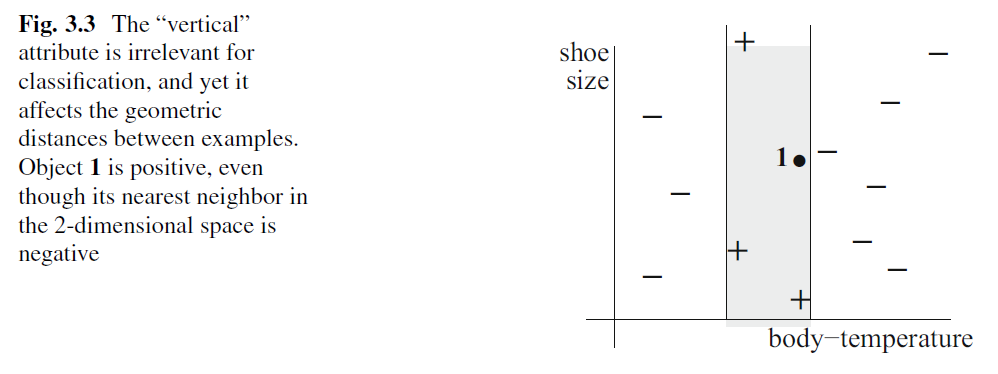 Fig. 3.3 The “vertical”
attribute is irrelevant for
classification, and yet it
affects the geometric
distances between examples.
Object 1 is positive, even
though its nearest neighbor in
the 2-dimensional space is
negative
shoe
size
1
body−temperature